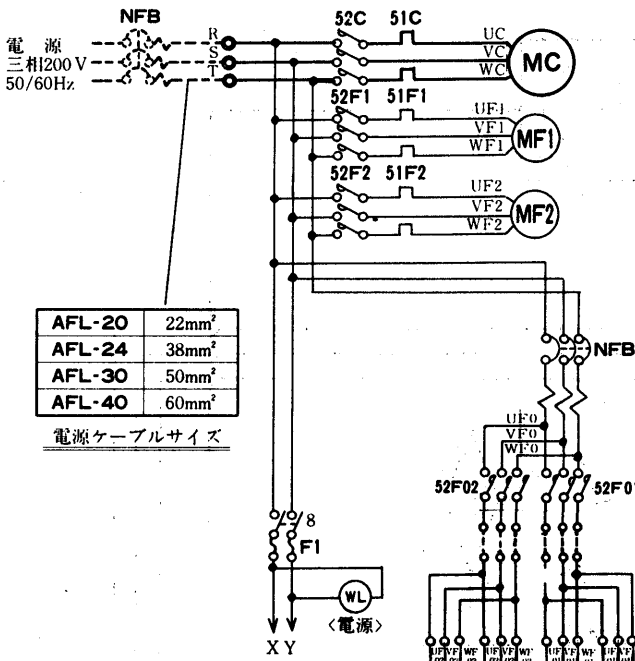 NFB
電 源
三相200V
50/60Hz
R
S
T
52C 51C
UC
VC
WC
MC
52F1 51F1
UF1
VF1
WF1
MF1
52F2 51F2
UF2
VF2
WF2
MF2
AFL-20 22mm²
AFL-24 38mm²
AFL-30 50mm²
AFL-40 60mm²
電源ケーブルサイズ
NFB
UF0
VF0
WF0
52F02
52F0
8
F1
WL
〈電源〉
X Y